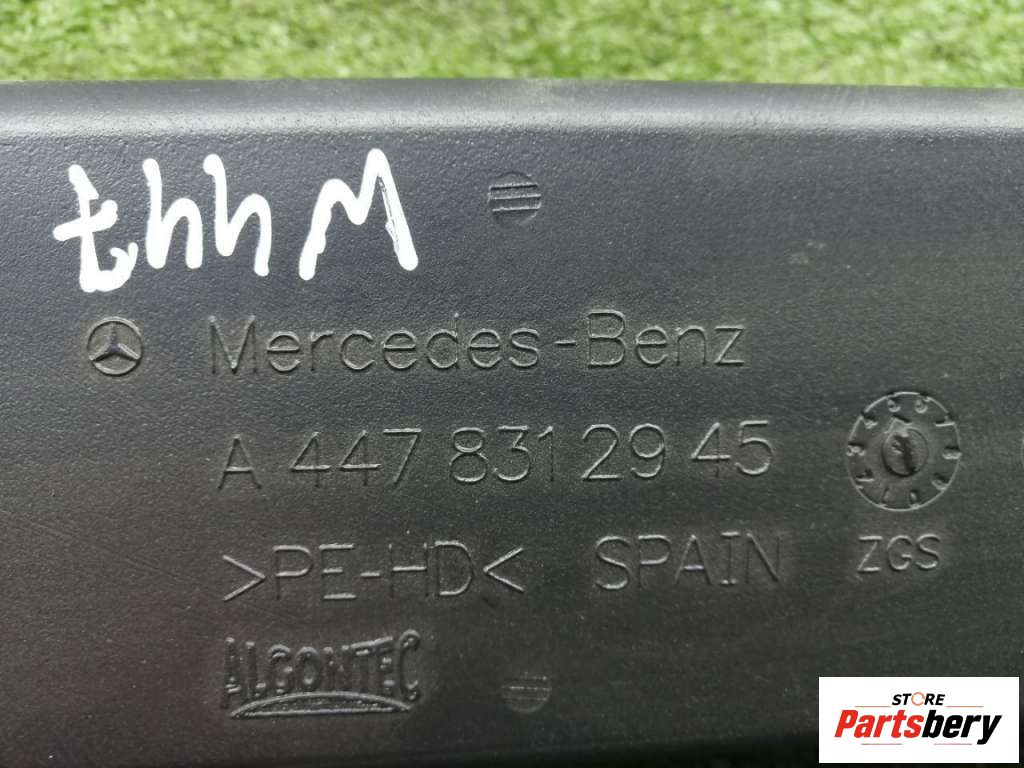 W447
Mercedes-Benz
A 447 831 29 45
>PE-HD< SPAIN ZGS
ALGONTEC
STORE
Partsbery